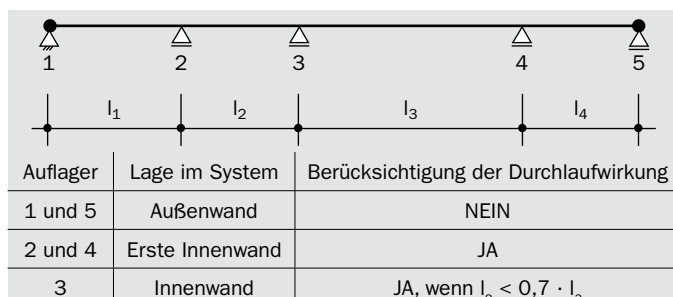 1 2 3 4 5
l₁ l₂ l₃ l₄
Auflager Lage im System Berücksichtigung der Durchlaufwirkung
1 und 5 Außenwand NEIN
2 und 4 Erste Innenwand JA
3 Innenwand JA, wenn l₂ < 0,7 · l₃